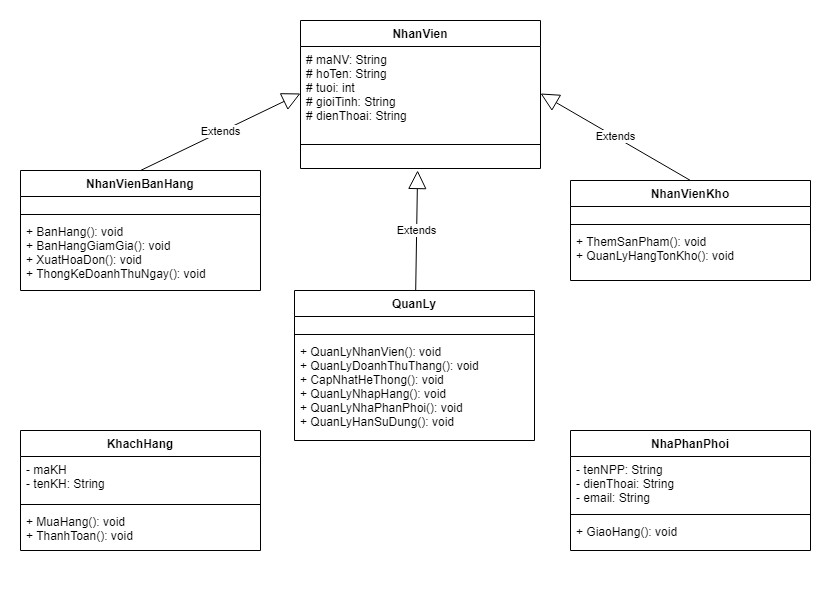 NhanVien
# maNV: String
# hoTen: String
# tuoi: int
# gioiTinh: String
# dienThoai: String
Extends
Extends
Extends
NhanVienBanHang
+ BanHang(): void
+ BanHangGiamGia(): void
+ XuatHoaDon(): void
+ ThongKeDoanhThuNgay(): void
NhanVienKho
+ ThemSanPham(): void
+ QuanLyHangTonKho(): void
QuanLy
+ QuanLyNhanVien(): void
+ QuanLyDoanhThuThang(): void
+ CapNhatHeThong(): void
+ QuanLyNhapHang(): void
+ QuanLyNhaPhanPhoi(): void
+ QuanLyHanSuDung(): void
KhachHang
- maKH
- tenKH: String
+ MuaHang(): void
+ ThanhToan(): void
NhaPhanPhoi
- tenNPP: String
- dienThoai: String
- email: String
+ GiaoHang(): void